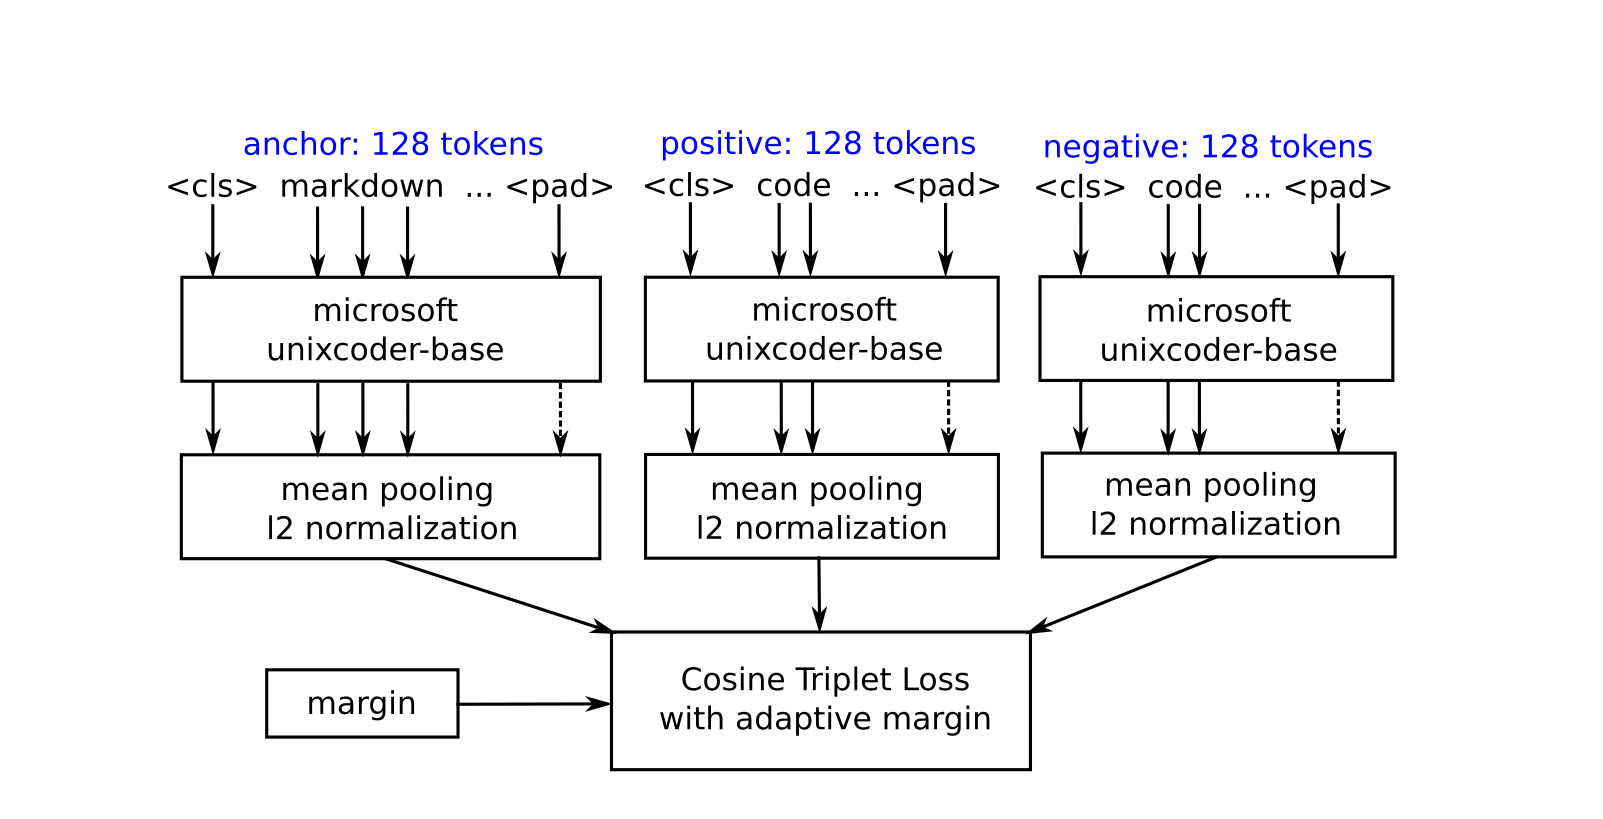 anchor: 128 tokens
positive: 128 tokens
negative: 128 tokens
<cls> markdown ... <pad>
<cls> code ... <pad>
<cls> code ... <pad>
microsoft
unixcoder-base
microsoft
unixcoder-base
microsoft
unixcoder-base
mean pooling
l2 normalization
mean pooling
l2 normalization
mean pooling
l2 normalization
margin
Cosine Triplet Loss
with adaptive margin